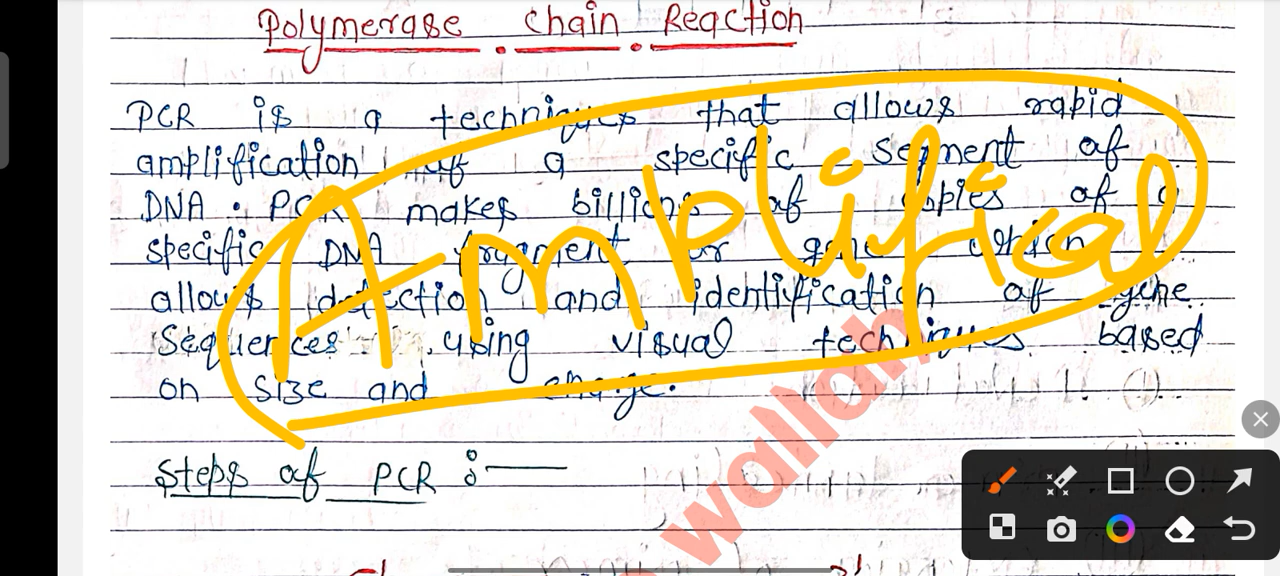 Polymerase Chain Reaction
PCR is a technique that allows rapid
amplification of a specific segment of
DNA. PCR makes billions of copies of a
specific DNA fragment or gene which
allows detection and identification of gene
Sequences using visual techniques based
on size and charge.
Amplifical
Steps of PCR :—
wallah